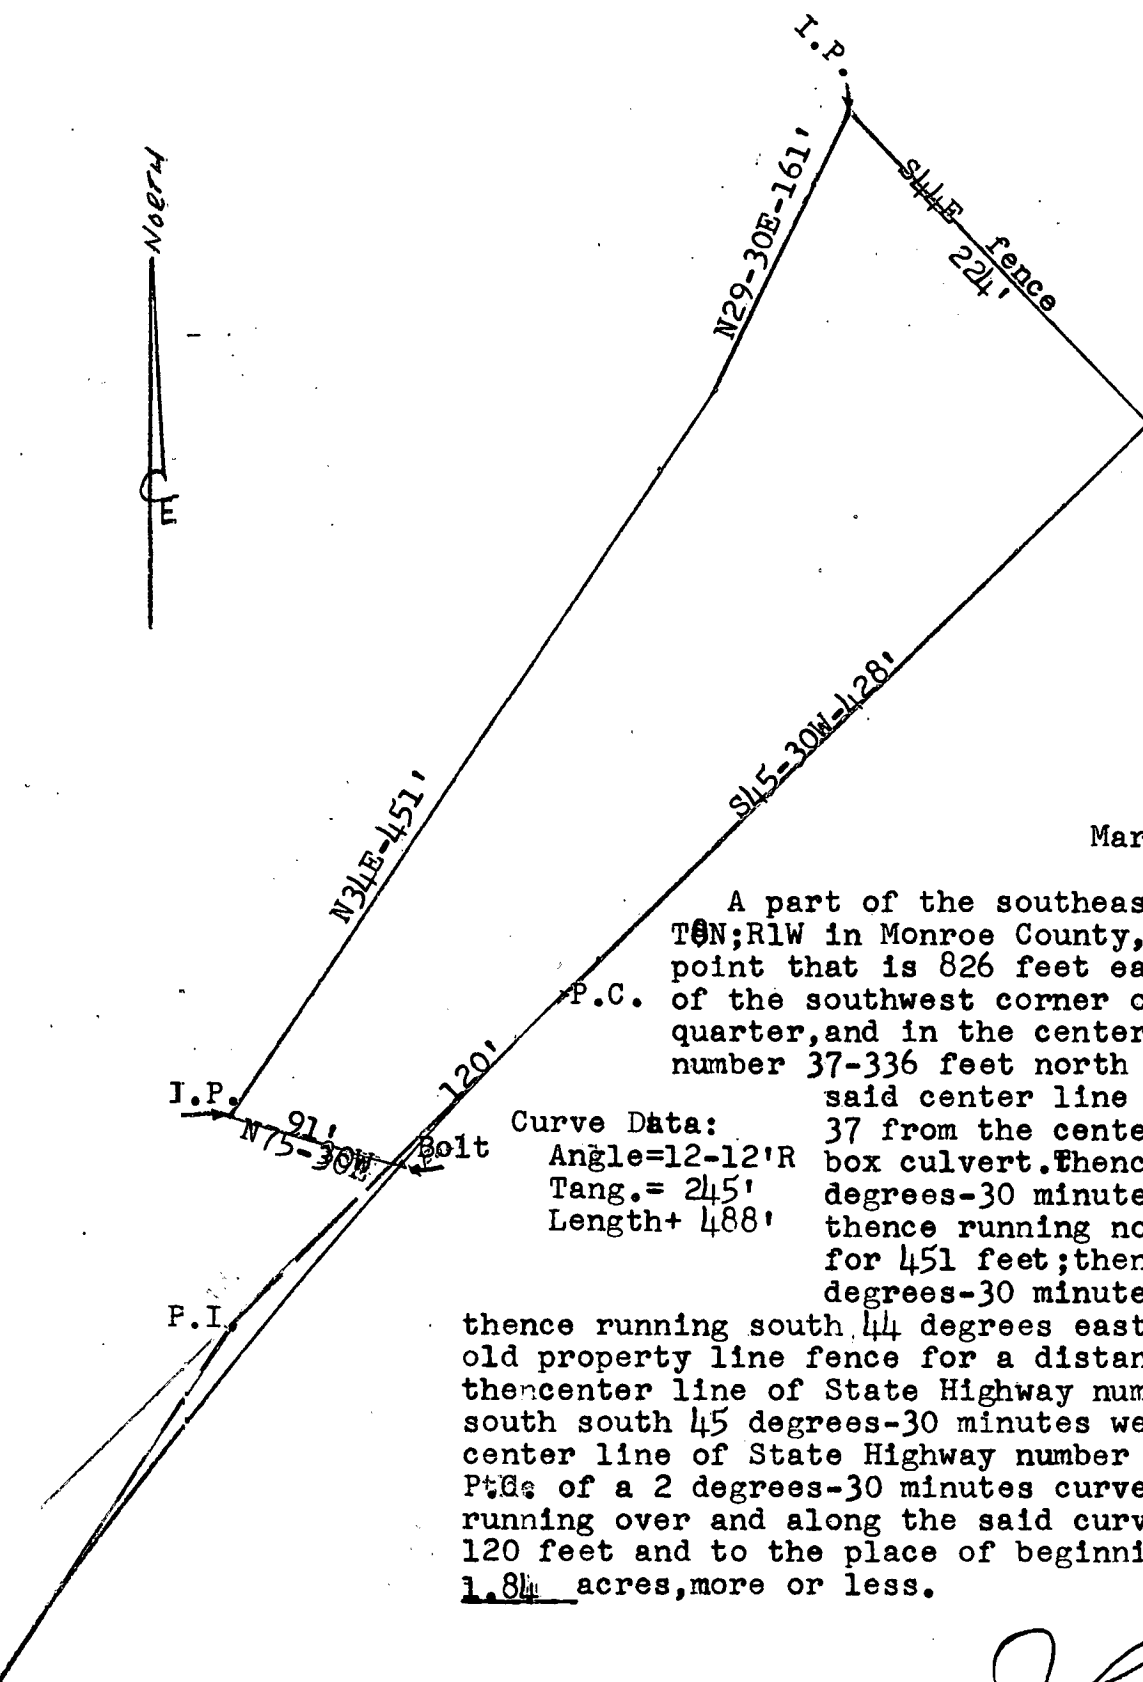 I.P.
NORTH
N29-30E-161'
S44E fence
224'
E
S45-30W-428'
N34E-451'
Mar
A part of the southeas
T8N;R1W in Monroe County,
point that is 826 feet ea
P.C.
of the southwest corner o
quarter,and in the center
number 37-336 feet north
120'
I.P.
91'
N75-30W
Bolt
said center line
Curve Data:
37 from the cente
Angle=12-12'R
box culvert.Thenc
Tang.= 245'
degrees-30 minute
Length+ 488'
thence running no
for 451 feet;then
degrees-30 minute
P.I.
thence running south 44 degrees east
old property line fence for a distan
thencenter line of State Highway num
south south 45 degrees-30 minutes we
center line of State Highway number
of a 2 degrees-30 minutes curve
running over and along the said curv
120 feet and to the place of beginni
1.84 acres,more or less.